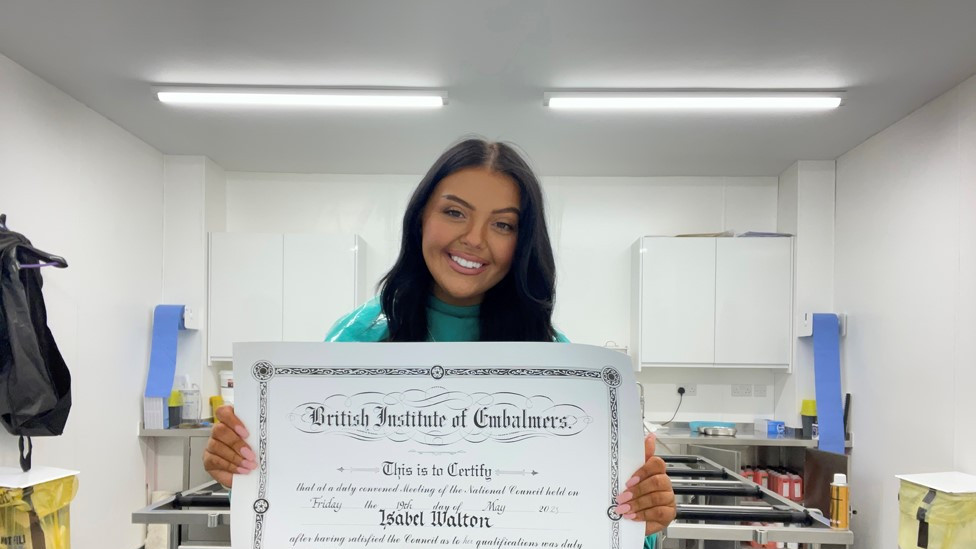 British Institute of Embalmers.
This is to Certify
that at a duly convened Meeting of the National Council held on
Friday the 19th day of May 2023
Isabel Walton
after having satisfied the Council as to her qualifications was duly